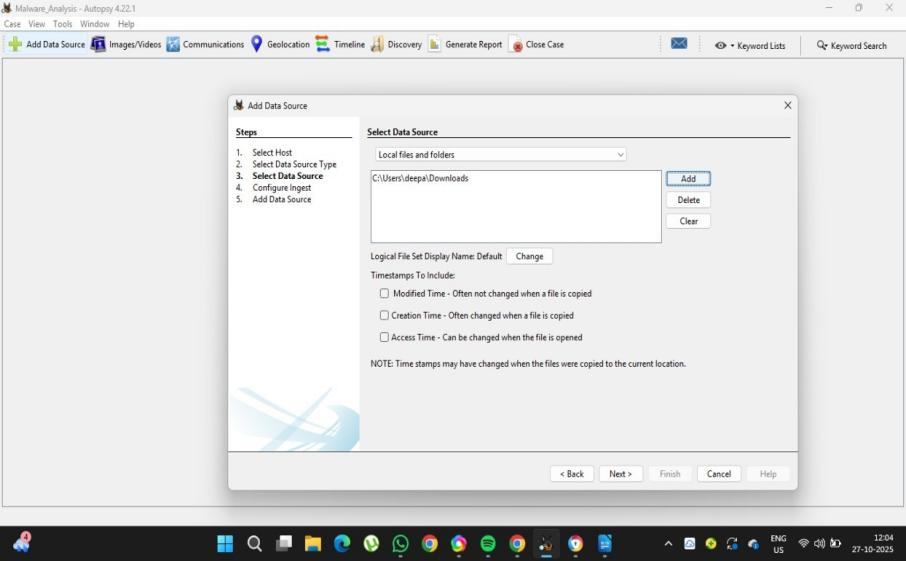 Malware_Analysis - Autopsy 4.22.1
Case View Tools Window Help
Add Data Source Images/Videos Communications Geolocation Timeline Discovery Generate Report Close Case Keyword Lists Keyword Search
Add Data Source
Steps
1. Select Host
2. Select Data Source Type
3. Select Data Source
4. Configure Ingest
5. Add Data Source
Select Data Source
Local files and folders
C:\Users\deepa\Downloads
Add
Delete
Clear
Logical File Set Display Name: Default Change
Timestamps To Include:
Modified Time - Often not changed when a file is copied
Creation Time - Often changed when a file is copied
Access Time - Can be changed when the file is opened
NOTE: Time stamps may have changed when the files were copied to the current location.
< Back Next > Finish Cancel Help
4
ENG
US
12:04
27-10-2025